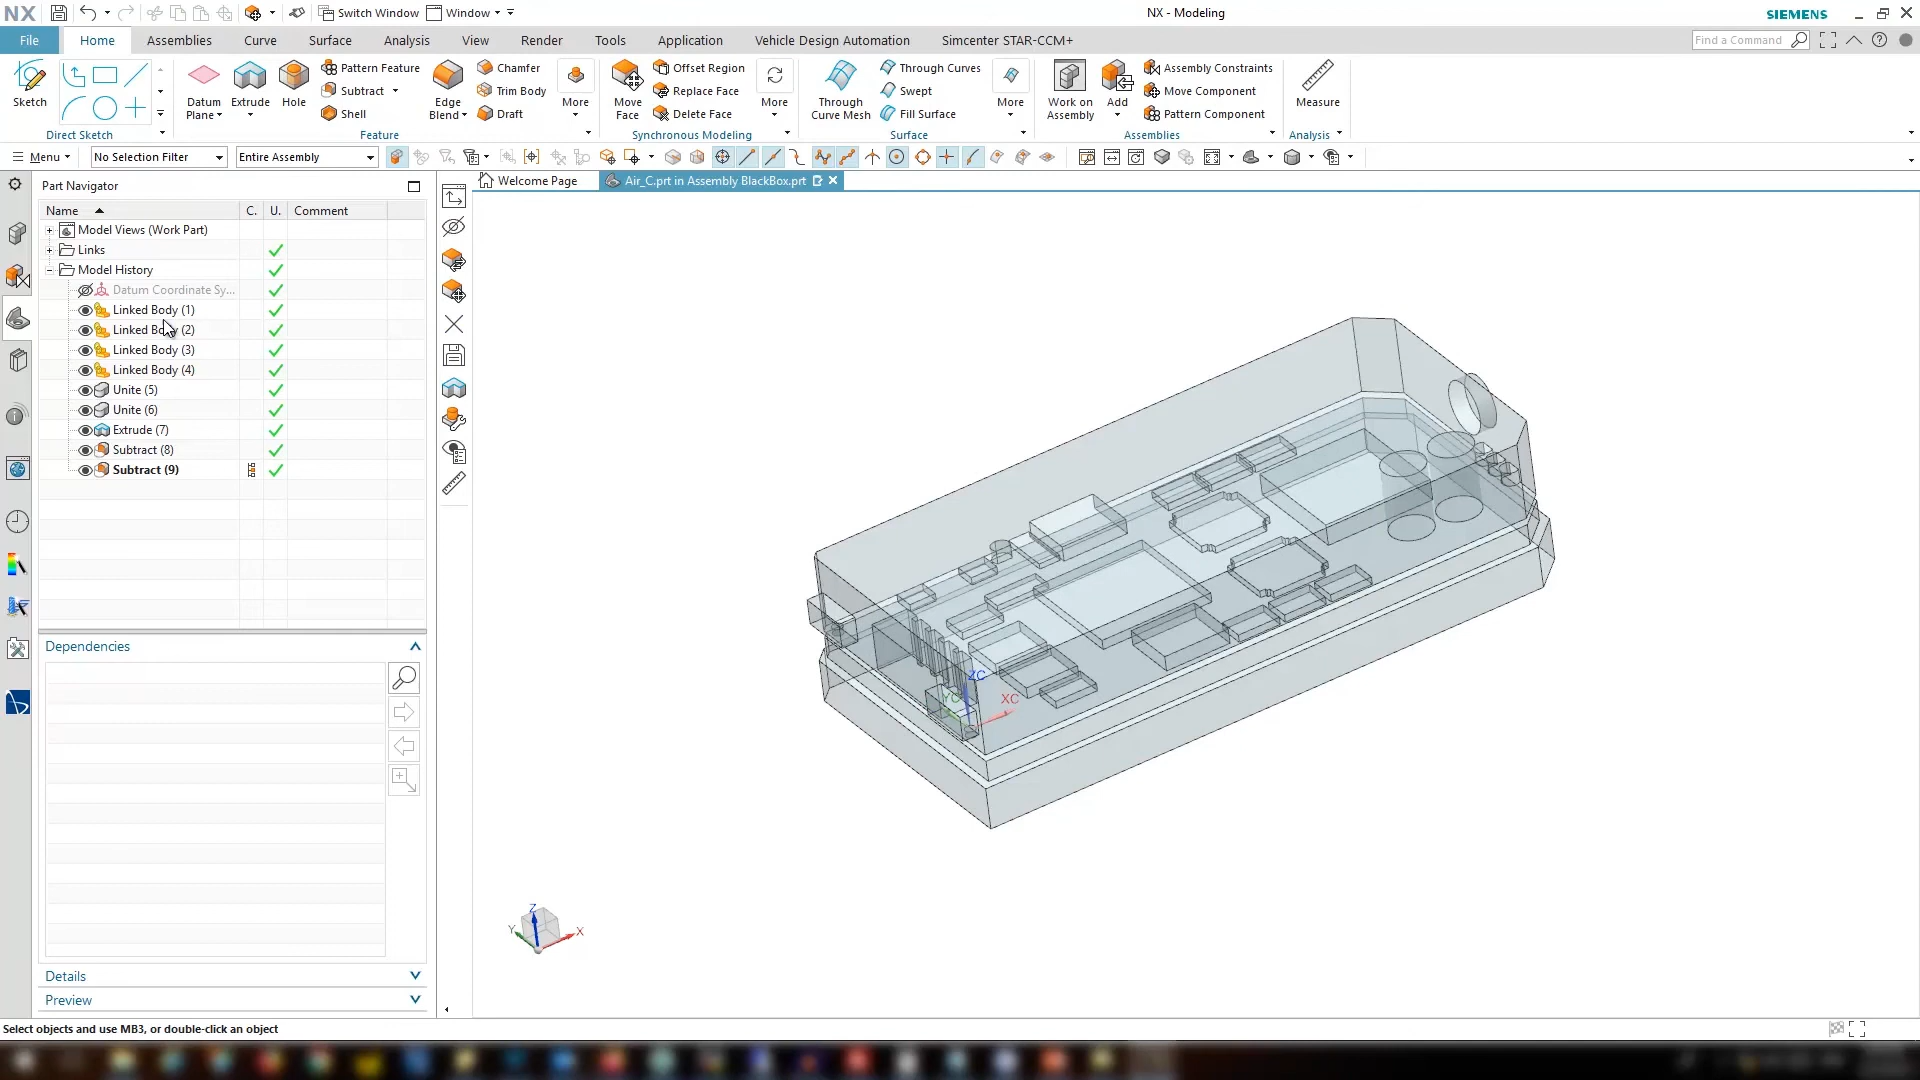 NX Switch Window Window NX - Modeling SIEMENS
File Home Assemblies Curve Surface Analysis View Render Tools Application Vehicle Design Automation Simcenter STAR-CCM+ Find a Command
Sketch
Direct Sketch
Datum Plane
Extrude
Hole
Pattern Feature
Subtract
Shell
Edge Blend
Chamfer
Trim Body
Draft
More
Feature
Move Face
Offset Region
Replace Face
Delete Face
More
Synchronous Modeling
Through Curve Mesh
Through Curves
Swept
Fill Surface
More
Surface
Work on Assembly
Add
Assembly Constraints
Move Component
Pattern Component
Assemblies
Measure
Analysis
Menu No Selection Filter Entire Assembly
Part Navigator
Welcome Page Air_C.prt in Assembly BlackBox.prt
Name C. U. Comment
Model Views (Work Part)
Links
Model History
Datum Coordinate Sy...
Linked Body (1)
Linked Body (2)
Linked Body (3)
Linked Body (4)
Unite (5)
Unite (6)
Extrude (7)
Subtract (8)
Subtract (9)
Dependencies
Details
Preview
ZC
YC
XC
Z
Y
X
Select objects and use MB3, or double-click an object